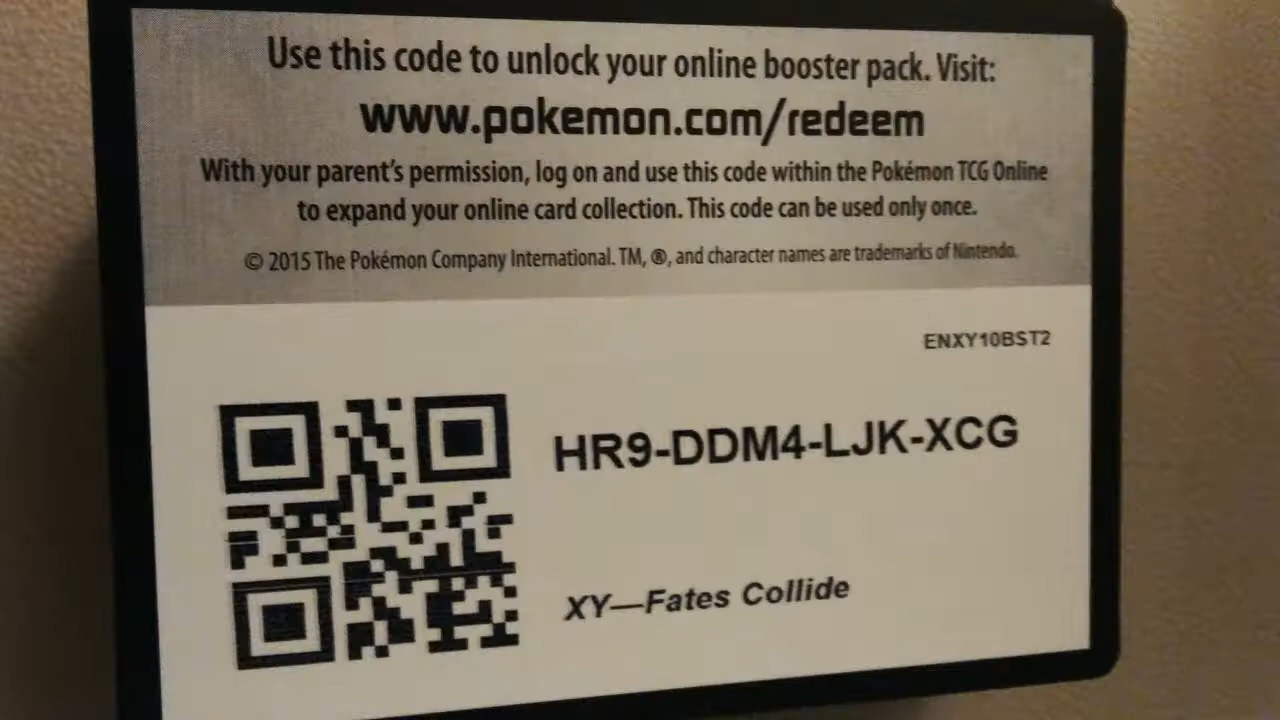 Use this code to unlock your online booster pack. Visit:
www.pokemon.com/redeem
With your parent's permission, log on and use this code within the Pokémon TCG Online
to expand your online card collection. This code can be used only once.
© 2015 The Pokémon Company International. TM, ®, and character names are trademarks of Nintendo.
ENXY10BST2
HR9-DDM4-LJK-XCG
XY—Fates Collide